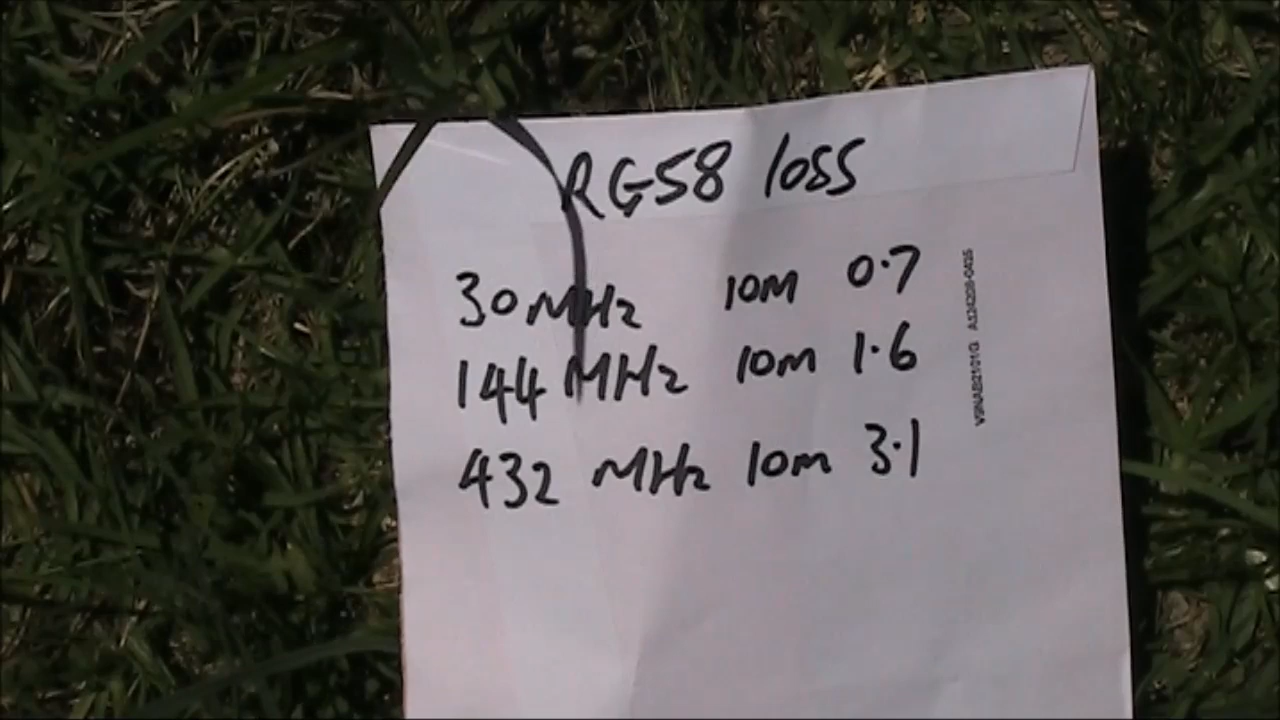 RG58 loss
30MHz 10m 0.7
144 MHz 10m 1.6
432 MHz 10m 3.1